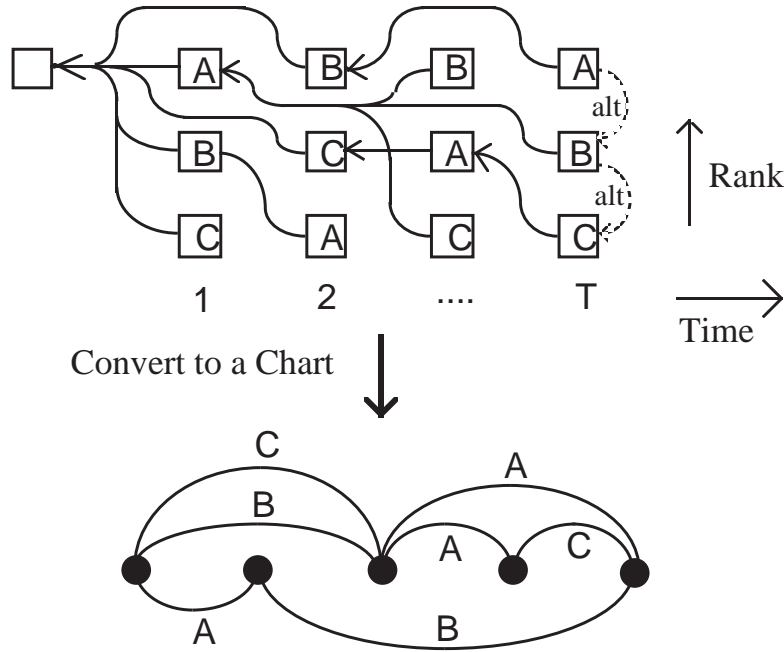 A B B A
alt
B C A B
Rank
alt
C A C C
1 2 .... T
Time
Convert to a Chart
C
A
B
A C
A
B